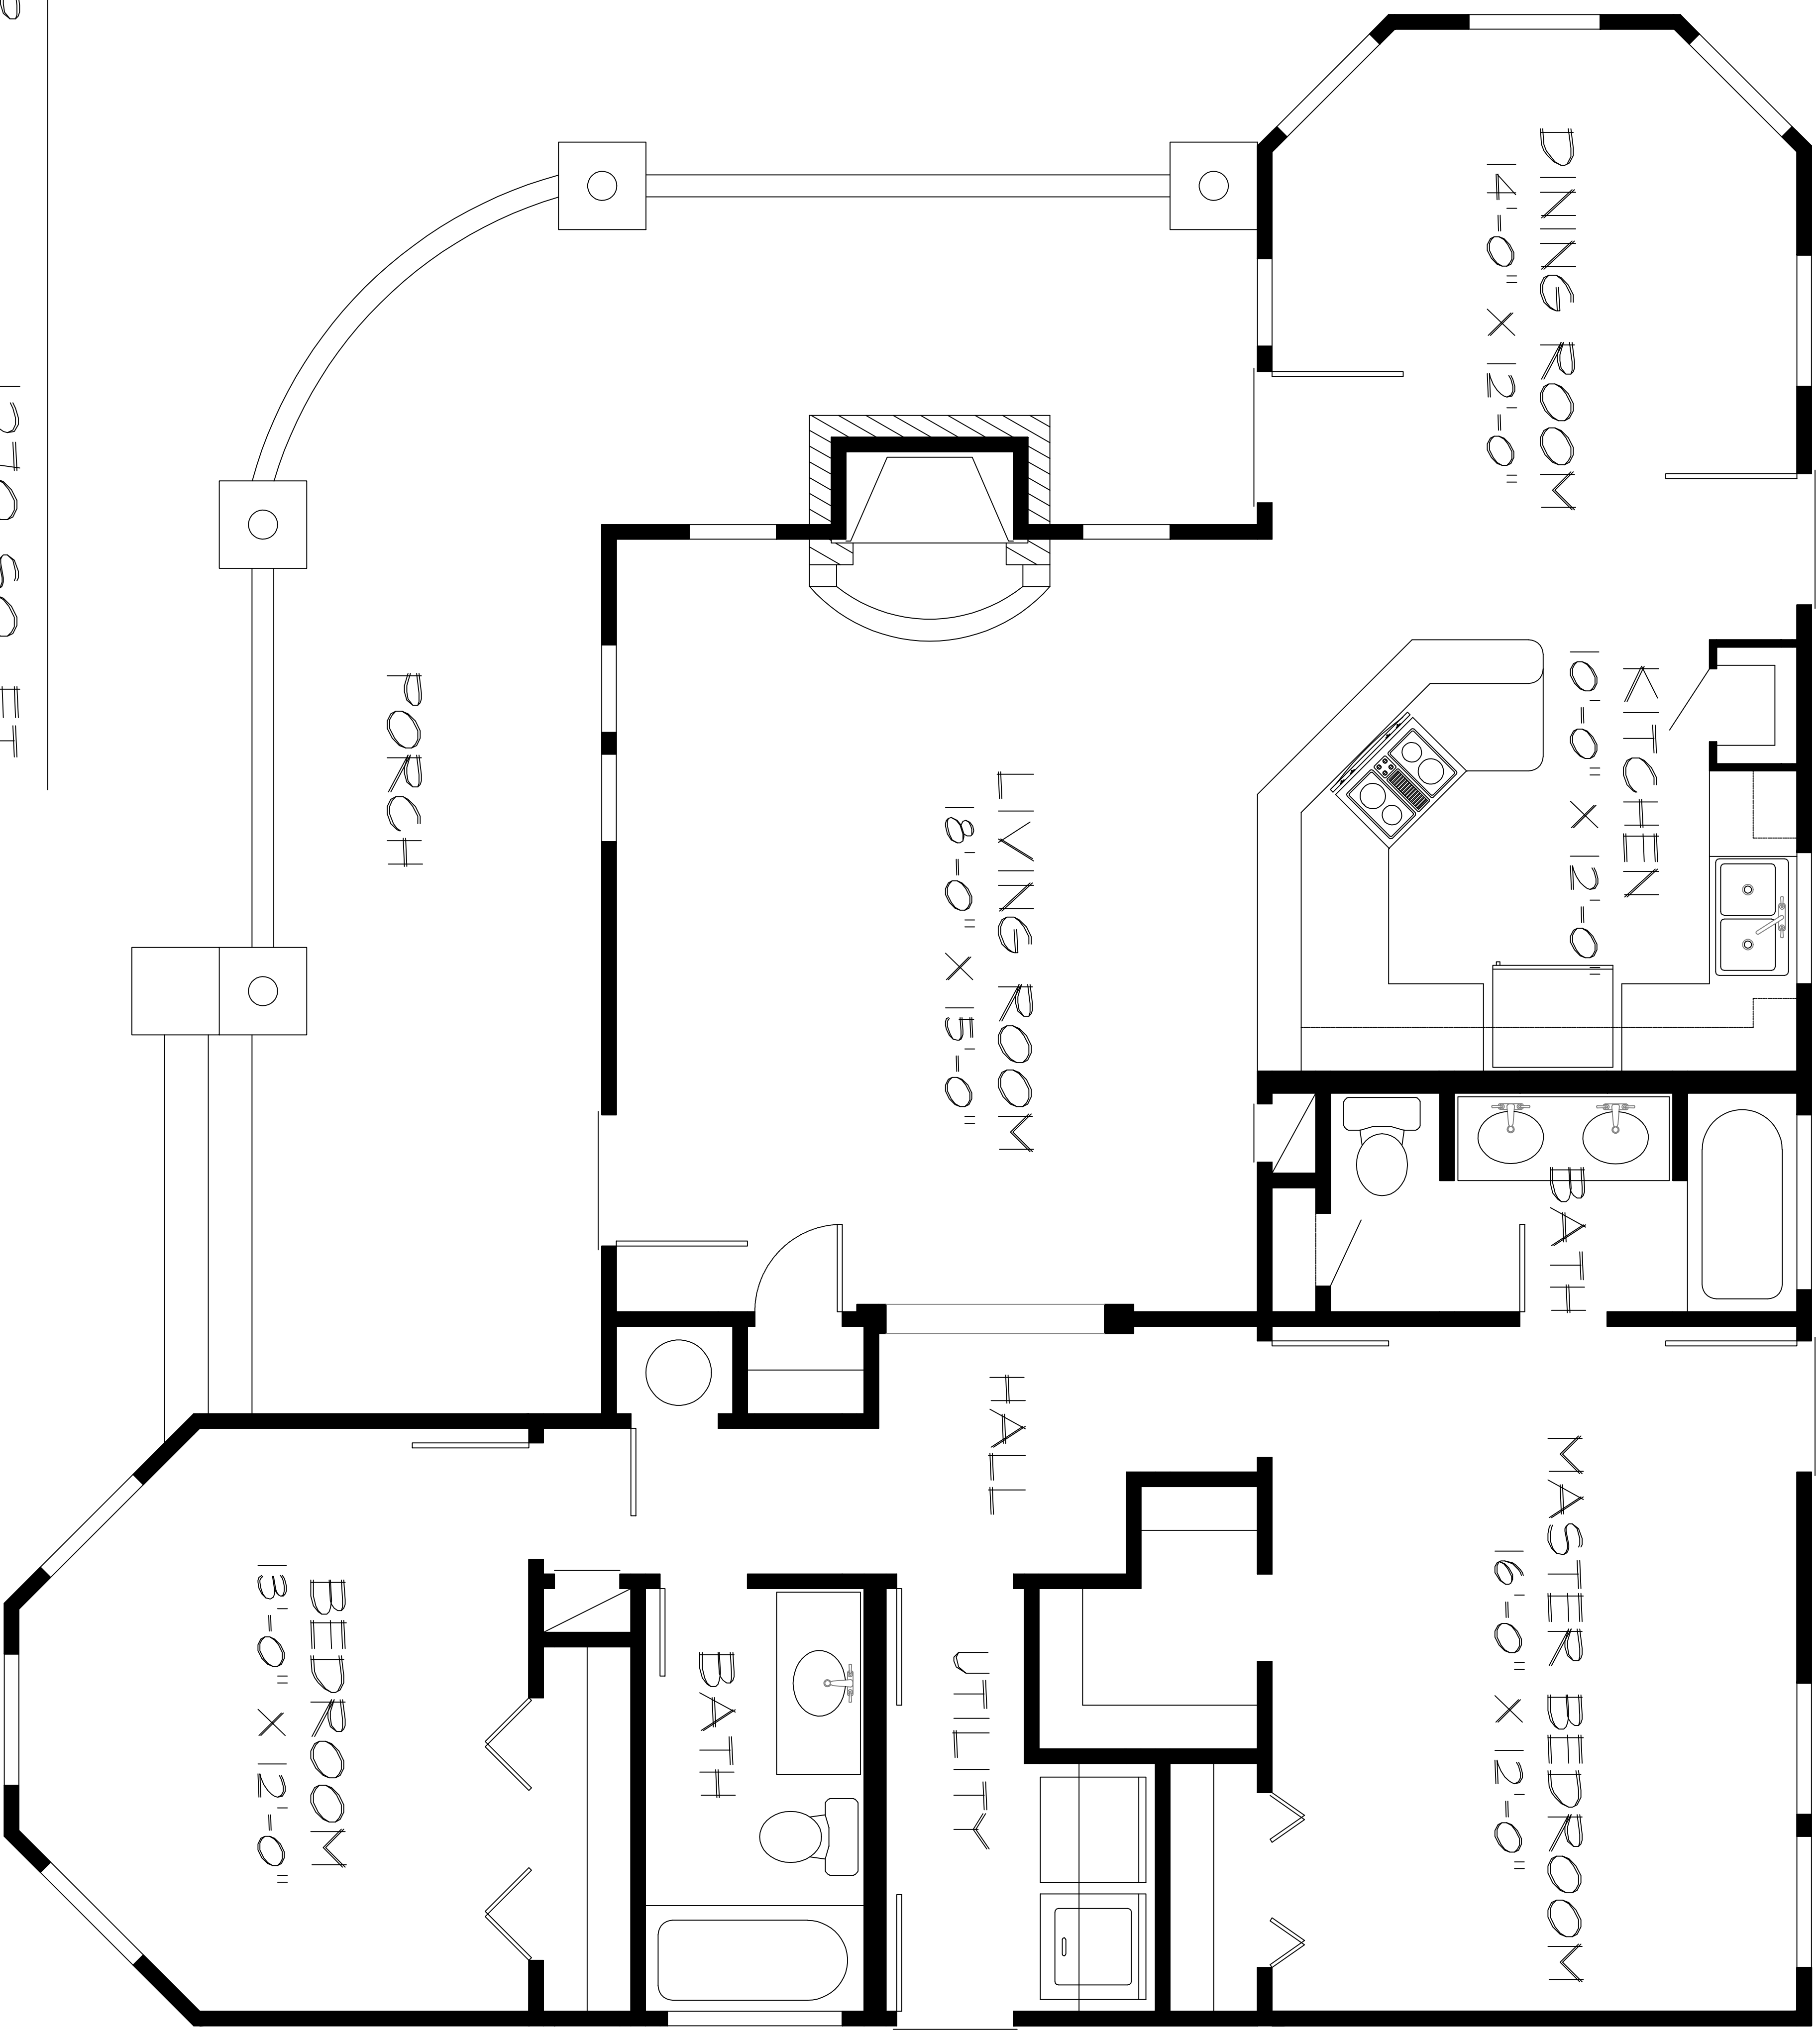 DINING ROOM
14'-0" X 12'-0"
KITCHEN
10'-0" X 12'-0"
BATH
MASTER BEDROOM
16'-0" X 12'-0"
LIVING ROOM
18'-0" X 15'-0"
HALL
UTILITY
BATH
PORCH
BEDROOM
13'-0" X 12'-0"